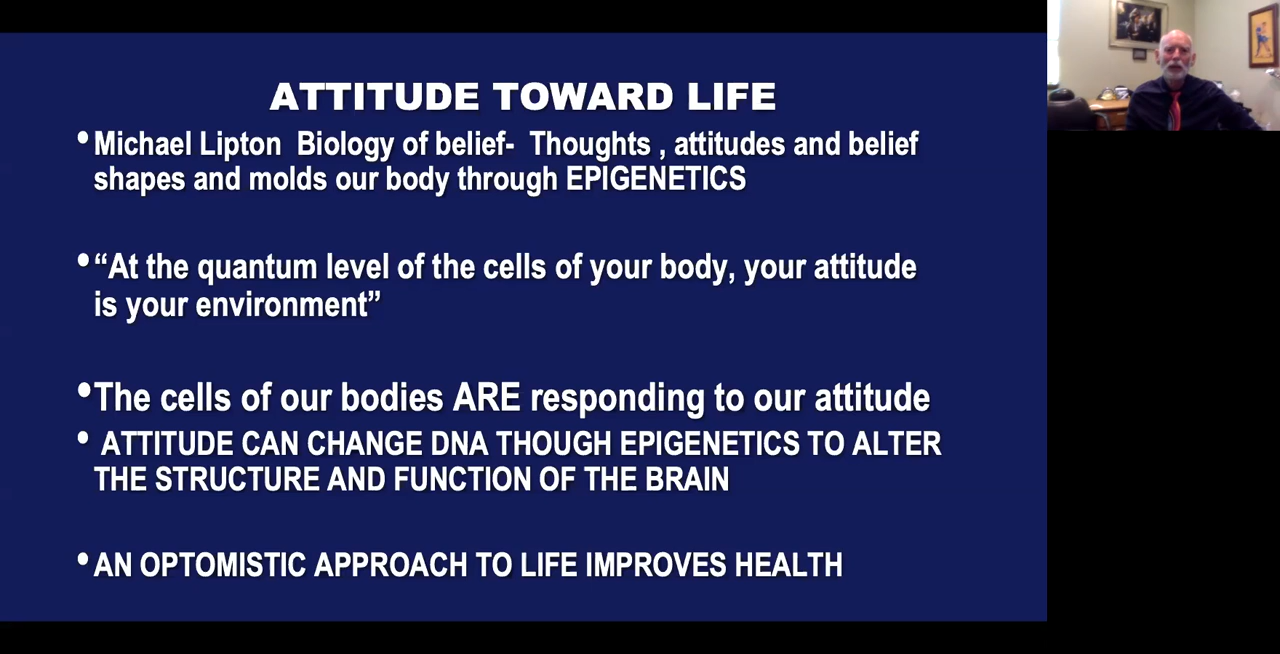 ATTITUDE TOWARD LIFE
•Michael Lipton  Biology of belief-  Thoughts , attitudes and belief
shapes and molds our body through EPIGENETICS
•“At the quantum level of the cells of your body, your attitude
is your environment”
•The cells of our bodies ARE responding to our attitude
• ATTITUDE CAN CHANGE DNA THOUGH EPIGENETICS TO ALTER
THE STRUCTURE AND FUNCTION OF THE BRAIN
•AN OPTOMISTIC APPROACH TO LIFE IMPROVES HEALTH